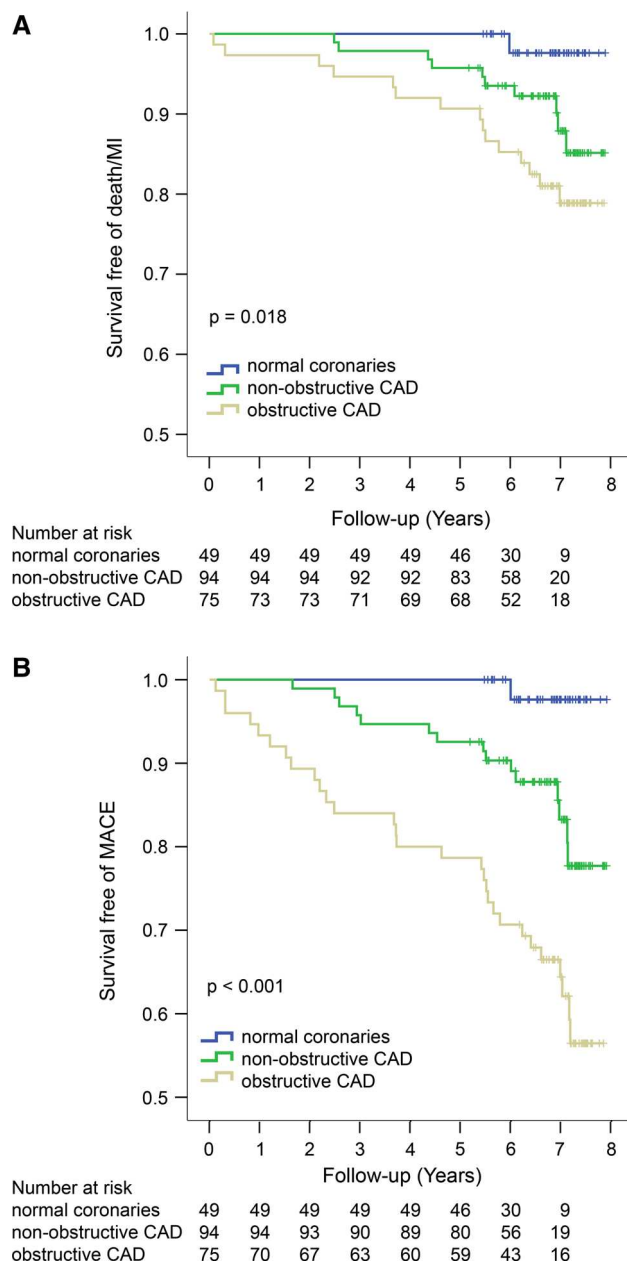 A
1.0
0.9
0.8
0.7
0.6
0.5
Survival free of death/MI
p = 0.018
normal coronaries
non-obstructive CAD
obstructive CAD
0 1 2 3 4 5 6 7 8
Follow-up (Years)
Number at risk
normal coronaries 49 49 49 49 49 46 30 9
non-obstructive CAD 94 94 94 92 92 83 58 20
obstructive CAD 75 73 73 71 69 68 52 18
B
1.0
0.9
0.8
0.7
0.6
0.5
Survival free of MACE
p < 0.001
normal coronaries
non-obstructive CAD
obstructive CAD
0 1 2 3 4 5 6 7 8
Follow-up (Years)
Number at risk
normal coronaries 49 49 49 49 49 46 30 9
non-obstructive CAD 94 94 93 90 89 80 56 19
obstructive CAD 75 70 67 63 60 59 43 16